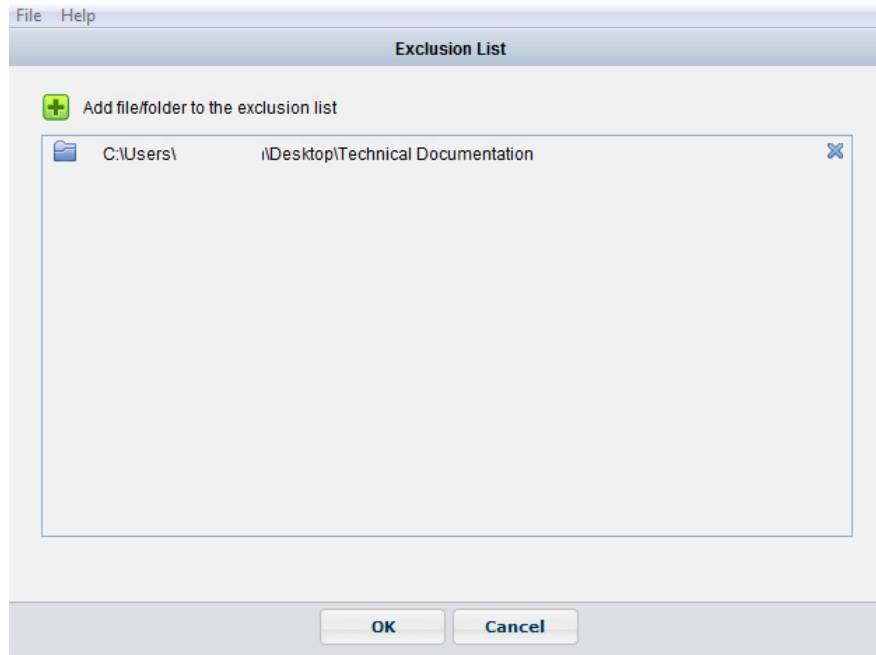 File Help
Exclusion List
Add file/folder to the exclusion list
C:\Users\ \Desktop\Technical Documentation
OK Cancel